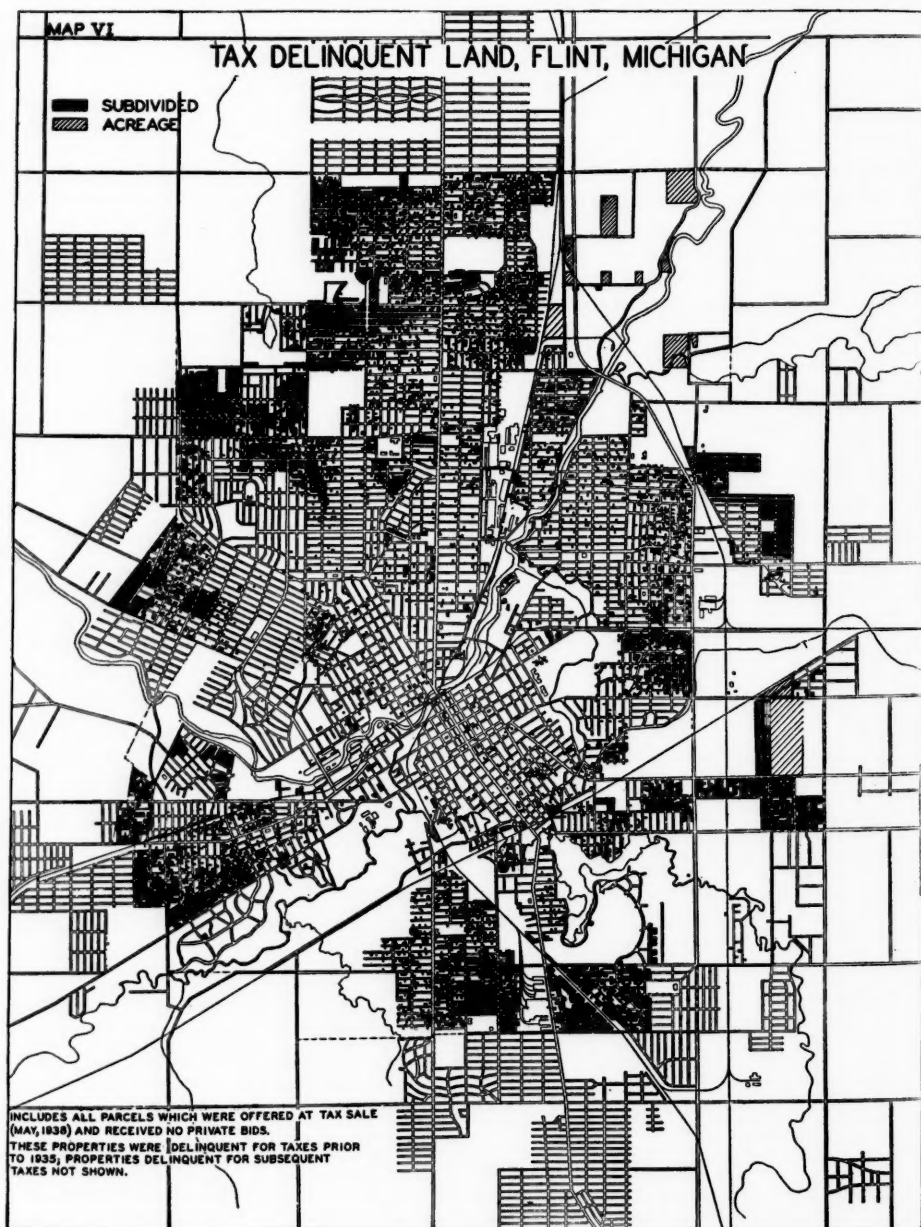 MAP VI
TAX DELINQUENT LAND, FLINT, MICHIGAN
SUBDIVIDED
ACREAGE
INCLUDES ALL PARCELS WHICH WERE OFFERED AT TAX SALE
(MAY, 1938) AND RECEIVED NO PRIVATE BIDS.
THESE PROPERTIES WERE DELINQUENT FOR TAXES PRIOR
TO 1935; PROPERTIES DELINQUENT FOR SUBSEQUENT
TAXES NOT SHOWN.